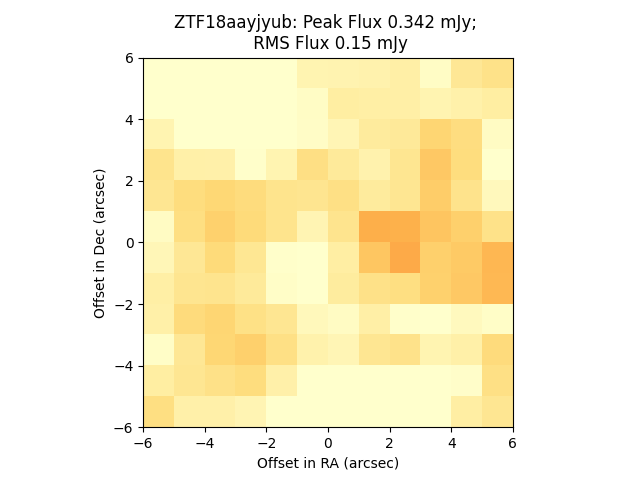 ZTF18aayjyub: Peak Flux 0.342 mJy;
RMS Flux 0.15 mJy
6
4
2
0
−2
−4
−6
Offset in Dec (arcsec)
−6 −4 −2 0 2 4 6
Offset in RA (arcsec)